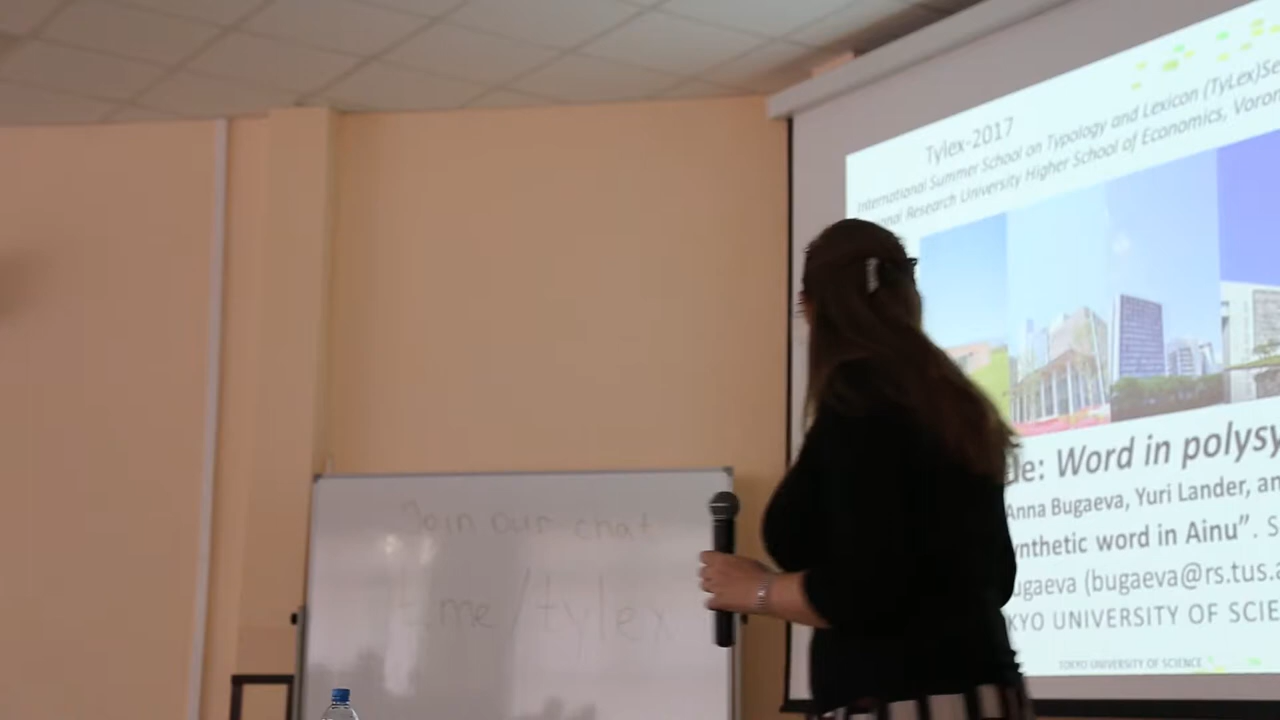 Tylex-2017
International Summer School on Typology and Lexicon (TyLex)Se
onal Research University Higher School of Economics, Voron
le: Word in polysy
Anna Bugaeva, Yuri Lander, an
ynthetic word in Ainu”. S
ugaeva (bugaeva@rs.tus.a
KYO UNIVERSITY OF SCIE
TOKYO UNIVERSITY OF SCIENCE
Join our chat
t.me/tylex